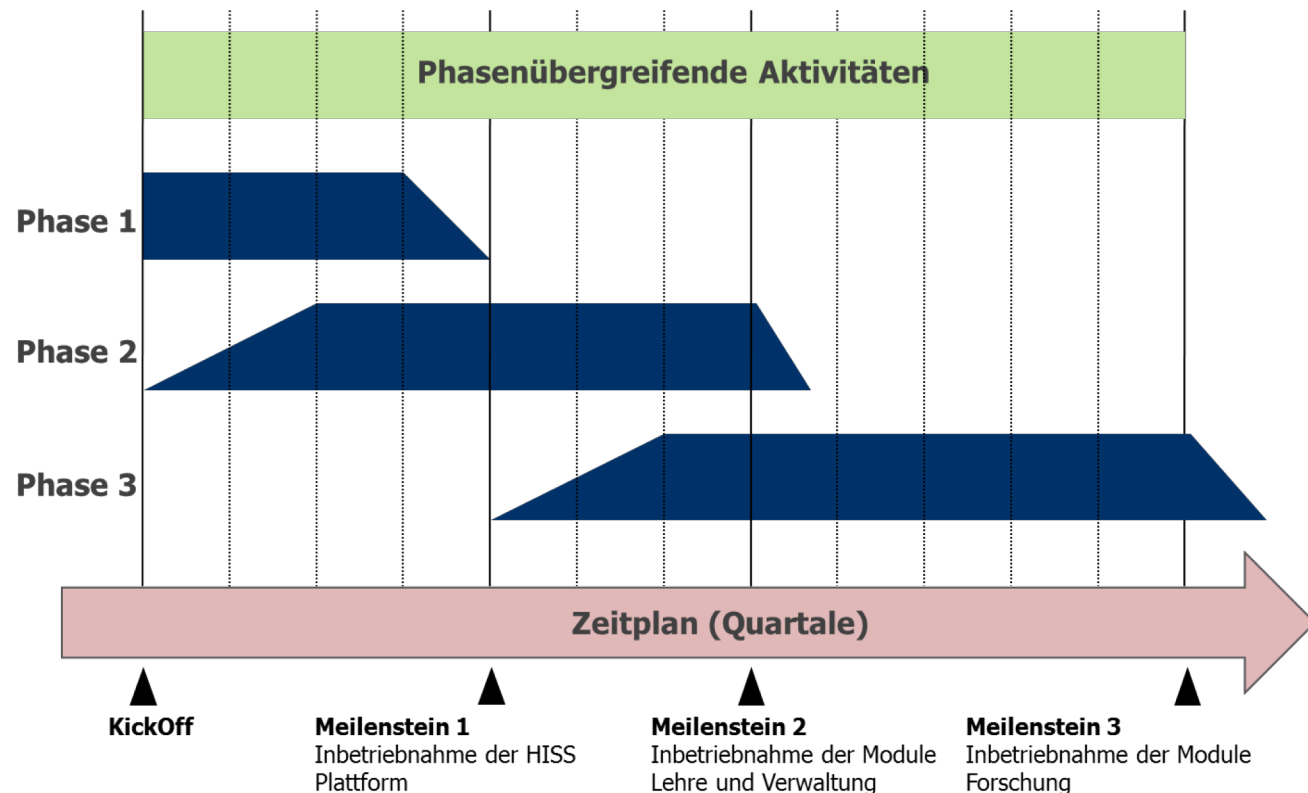 Phasenübergreifende Aktivitäten
Phase 1
Phase 2
Phase 3
Zeitplan (Quartale)
KickOff
Meilenstein 1
Inbetriebnahme der HISS
Plattform
Meilenstein 2
Inbetriebnahme der Module
Lehre und Verwaltung
Meilenstein 3
Inbetriebnahme der Module
Forschung